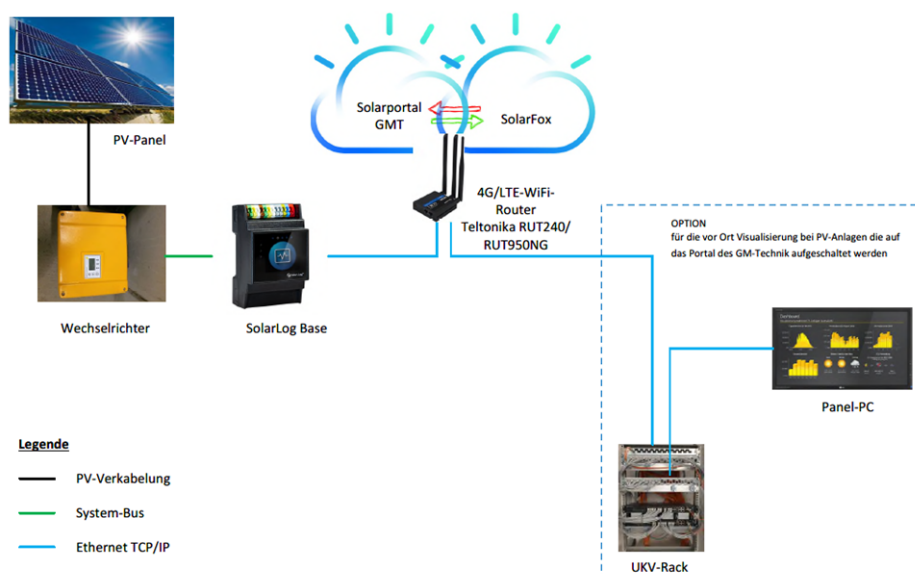 PV-Panel
Solarportal
GMT
SolarFox
4G/LTE-WiFi-
Router
Teltonika RUT240/
RUT950NG
OPTION
für die vor Ort Visualisierung bei PV-Anlagen die auf
das Portal des GM-Technik aufgeschaltet werden
Wechselrichter
SolarLog Base
Dashboard
Panel-PC
Legende
PV-Verkabelung
System-Bus
Ethernet TCP/IP
UKV-Rack